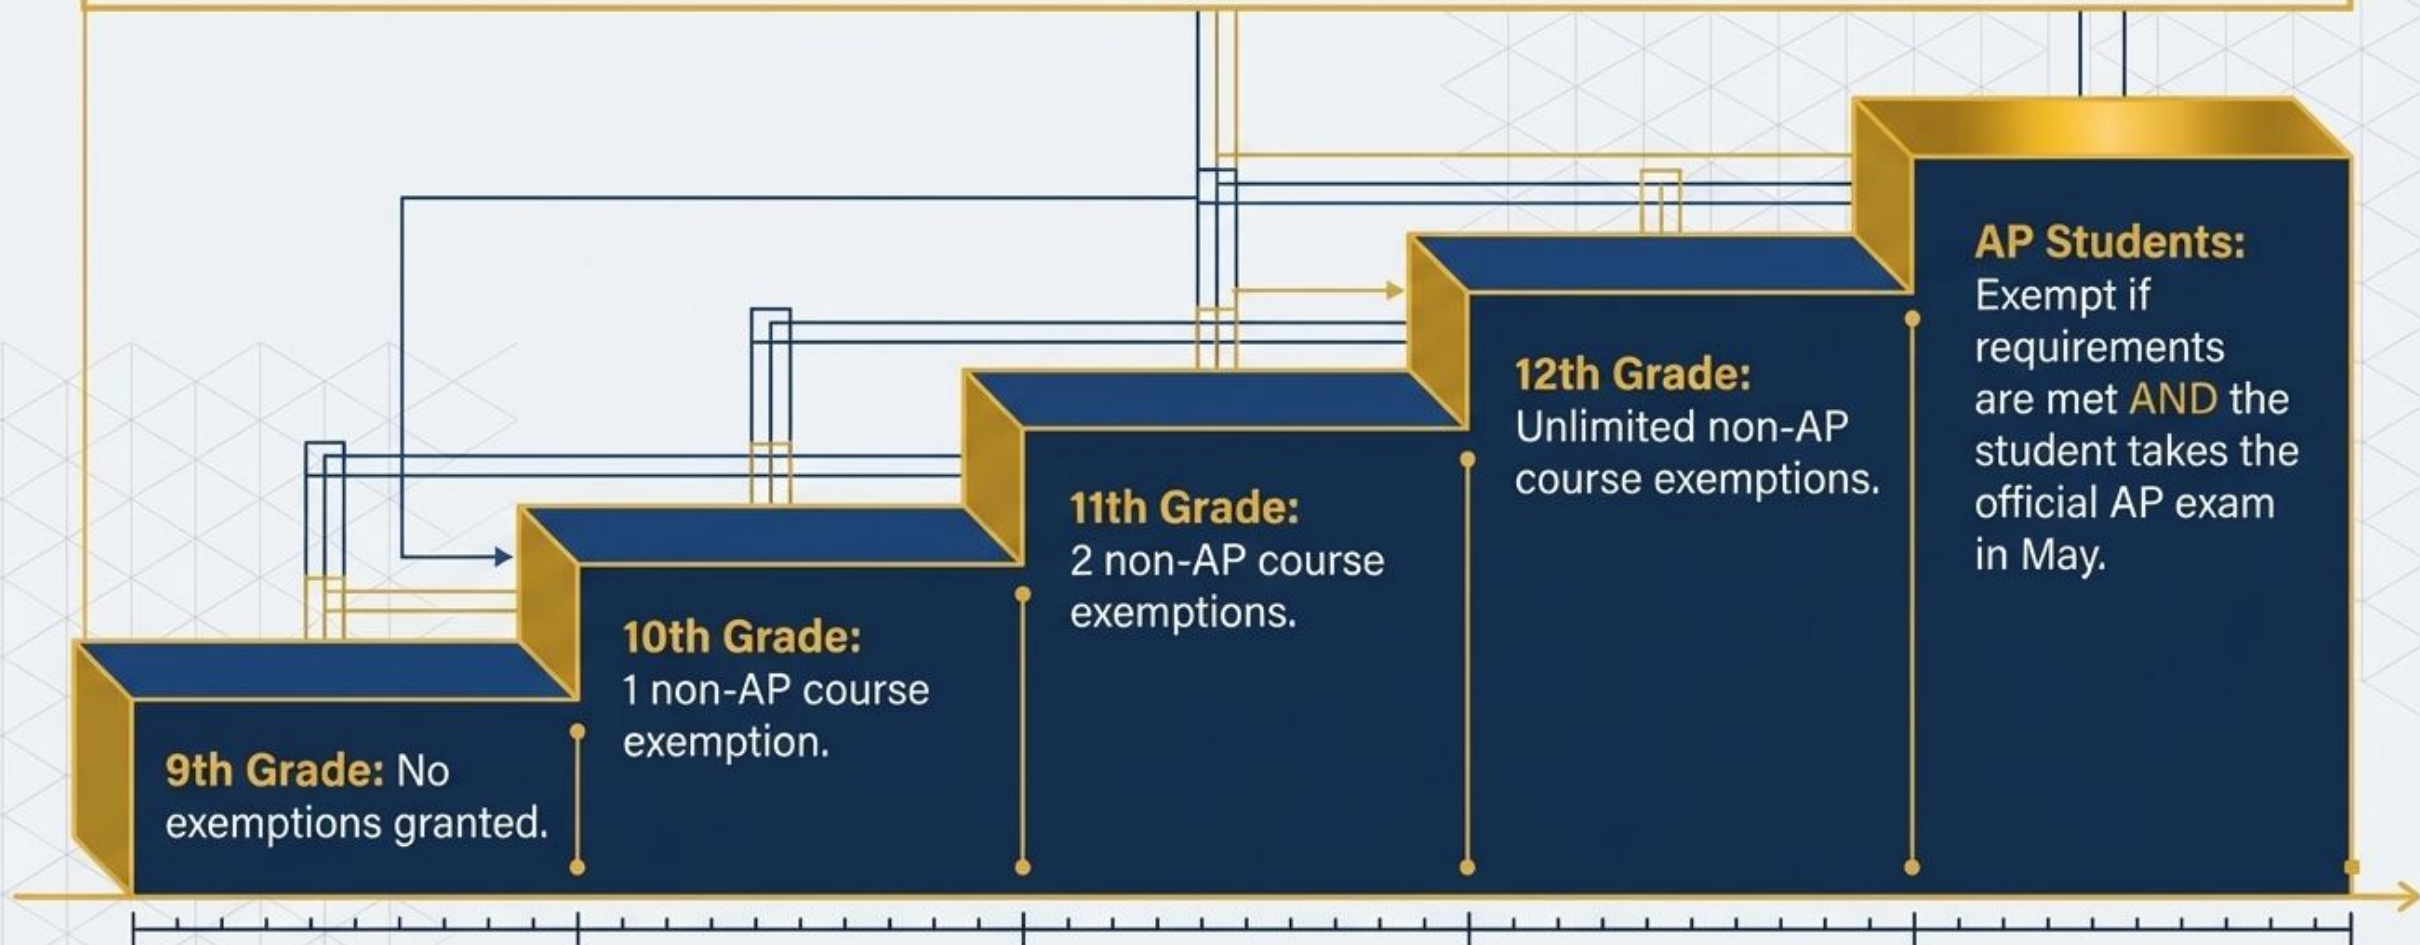 9th Grade: No
exemptions granted.
10th Grade:
1 non-AP course
exemption.
11th Grade:
2 non-AP course
exemptions.
12th Grade:
Unlimited non-AP
course exemptions.
AP Students:
Exempt if
requirements
are met AND the
student takes the
official AP exam
in May.